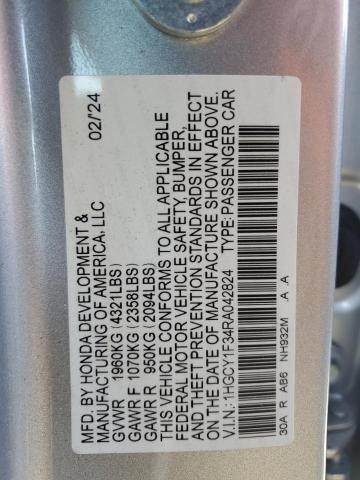 MFD. BY HONDA DEVELOPMENT & 02/'24
MANUFACTURING OF AMERICA, LLC
GVWR 1960KG (4321LBS)
GAWR F 1070KG (2358LBS)
GAWR R 950KG (2094LBS)
THIS VEHICLE CONFORMS TO ALL APPLICABLE
FEDERAL MOTOR VEHICLE SAFETY, BUMPER,
AND THEFT PREVENTION STANDARDS IN EFFECT
ON THE DATE OF MANUFACTURE SHOWN ABOVE.
V.I.N.: 1HGCY1F34RA042824 TYPE: PASSENGER CAR
30A R AB6 NH932M .A .A